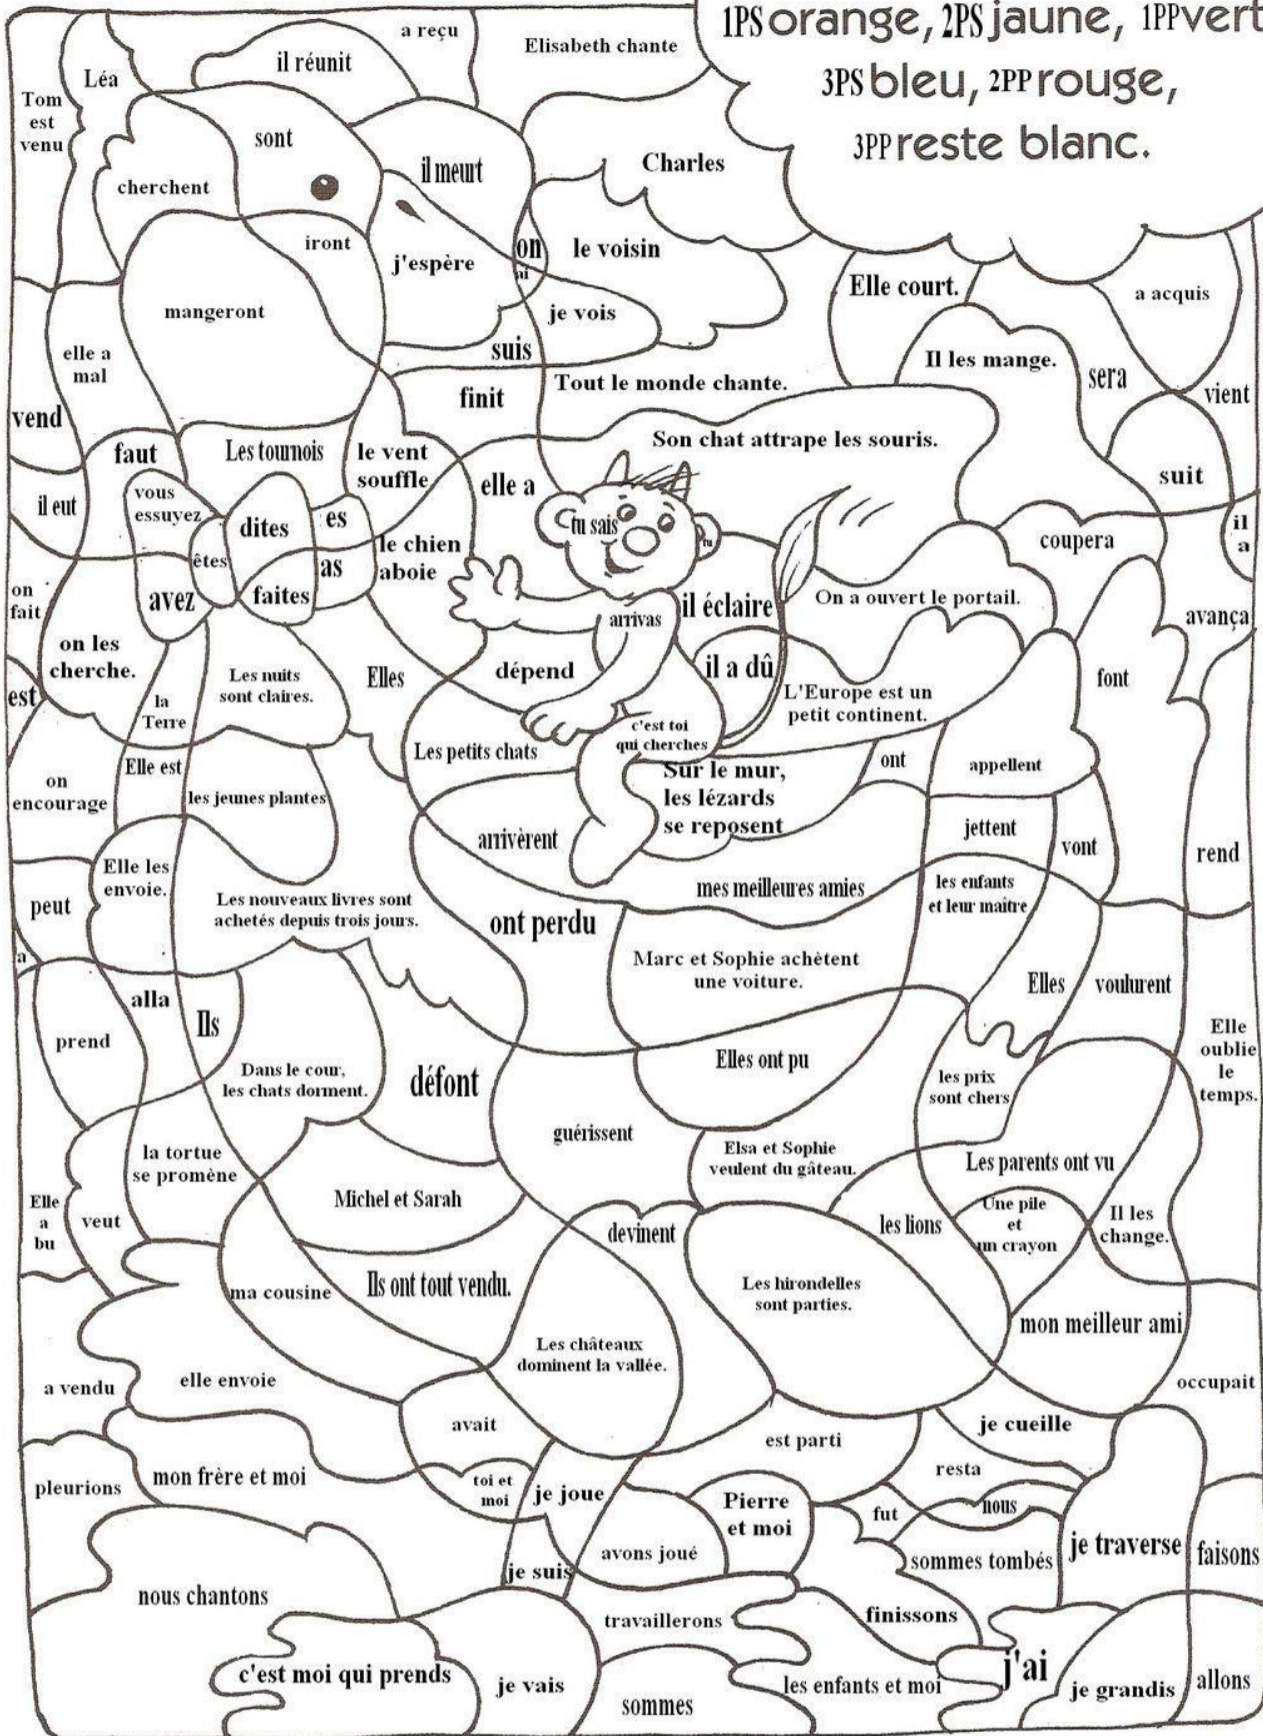 1PS orange, 2PS jaune, 1PP vert
3PS bleu, 2PP rouge,
3PP reste blanc.
a reçu
Elisabeth chante
il réunit
Léa
Tom
est
venu
sont
il meurt
Charles
cherchent
iront
j'espère
on
ai
le voisin
Elle court.
a acquis
mangeront
je vois
elle a
mal
suis
Il les mange.
sera
vient
finit
Tout le monde chante.
vend
faut
Les tournois
le vent
souffle
Son chat attrape les souris.
suit
il eut
vous
essuyez
dites
es
elle a
tu sais
tu
il
a
êtes
as
le chien
aboie
coupera
on
fait
avez
faites
arrivas
il éclaire
On a ouvert le portail.
avança
on les
cherche.
est
la
Terre
Les nuits
sont claires.
Elles
dépend
il a dû
L'Europe est un
petit continent.
font
c'est toi
qui cherches
Les petits chats
on
encourage
Elle est
les jeunes plantes
Sur le mur,
les lézards
se reposent
ont
appellent
arrivèrent
jettent
vont
rend
Elle les
envoie.
peut
Les nouveaux livres sont
achetés depuis trois jours.
ont perdu
mes meilleures amies
les enfants
et leur maître
a
Marc et Sophie achètent
une voiture.
Elles
voulurent
alla
Ils
prend
Dans le cour,
les chats dorment.
défont
Elles ont pu
les prix
sont chers
Elle
oublie
le
temps.
guérissent
la tortue
se promène
Elsa et Sophie
veulent du gâteau.
Les parents ont vu
Michel et Sarah
Elle
a
bu
veut
devinent
les lions
Une pile
et
un crayon
Il les
change.
ma cousine
Ils ont tout vendu.
Les hirondelles
sont parties.
mon meilleur ami
Les châteaux
dominent la vallée.
a vendu
elle envoie
occupait
avait
est parti
je cueille
pleurions
mon frère et moi
toi et
moi
je joue
Pierre
et moi
resta
nous
fut
avons joué
sommes tombés
je traverse
faisons
je suis
nous chantons
travaillerons
finissons
c'est moi qui prends
je vais
sommes
les enfants et moi
j'ai
je grandis
allons